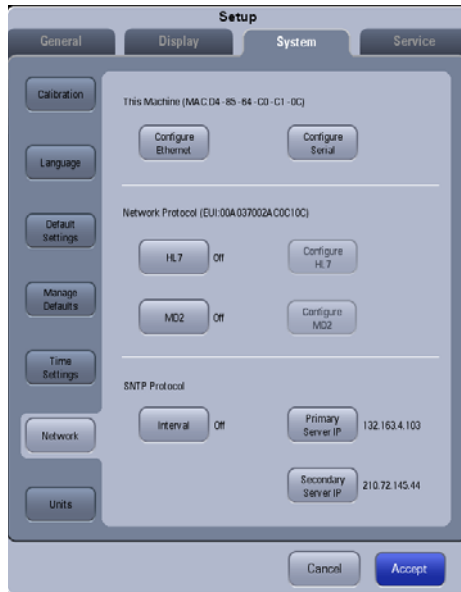 Setup
General
Display
System
Service
Calibration
Language
Default
Settings
Manage
Defaults
Time
Settings
Network
Units
This Machine (MAC D4-85-64-C0-C1-0C)
Configure
Ethernet
Configure
Serial
Network Protocol (EUI:00A037002AC0C10C)
HL7
Off
Configure
HL7
MD2
Off
Configure
MD2
SNTP Protocol
Interval
Off
Primary
Server IP
132.163.4.103
Secondary
Server IP
210.72.145.44
Cancel
Accept